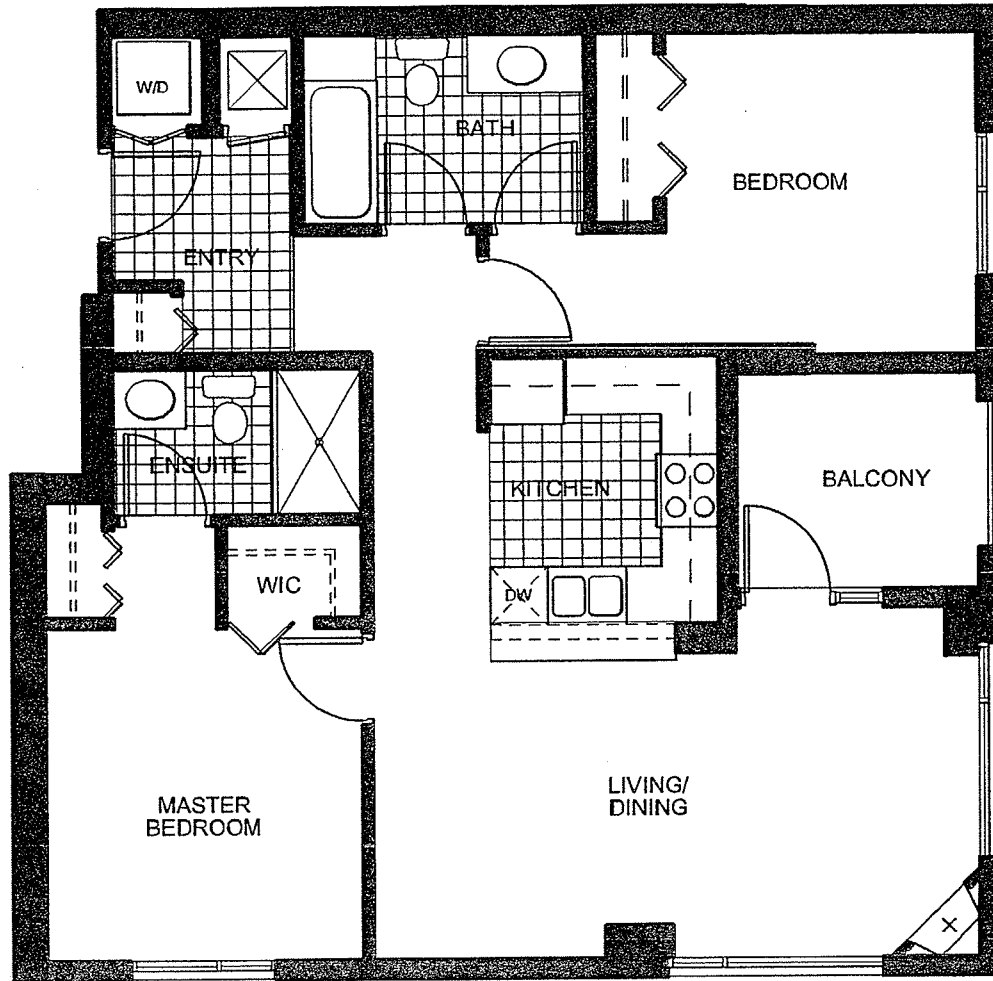 W/D
BATH
BEDROOM
ENTRY
ENSUITE
KITCHEN
BALCONY
WIC
DW
MASTER
BEDROOM
LIVING/
DINING